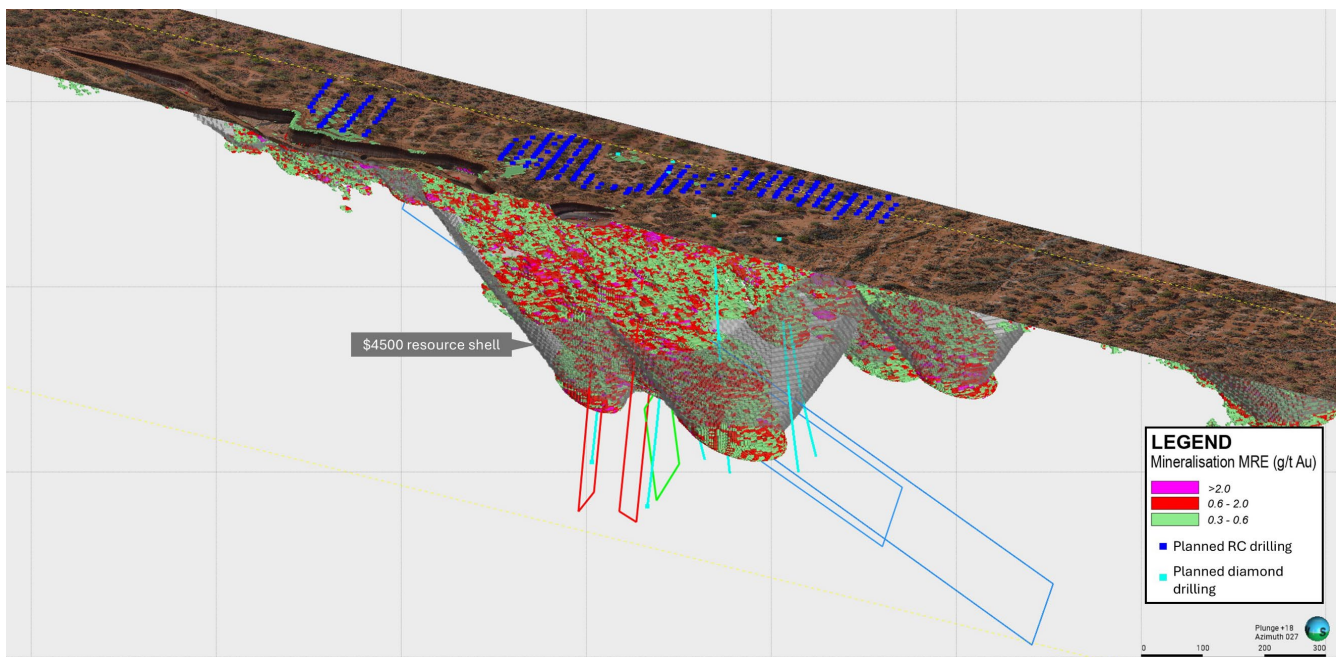 $4500 resource shell
LEGEND
Mineralisation MRE (g/t Au)
>2.0
0.6 - 2.0
0.3 - 0.6
Planned RC drilling
Planned diamond
drilling
Plunge +18
Azimuth 027
0 100 200 300